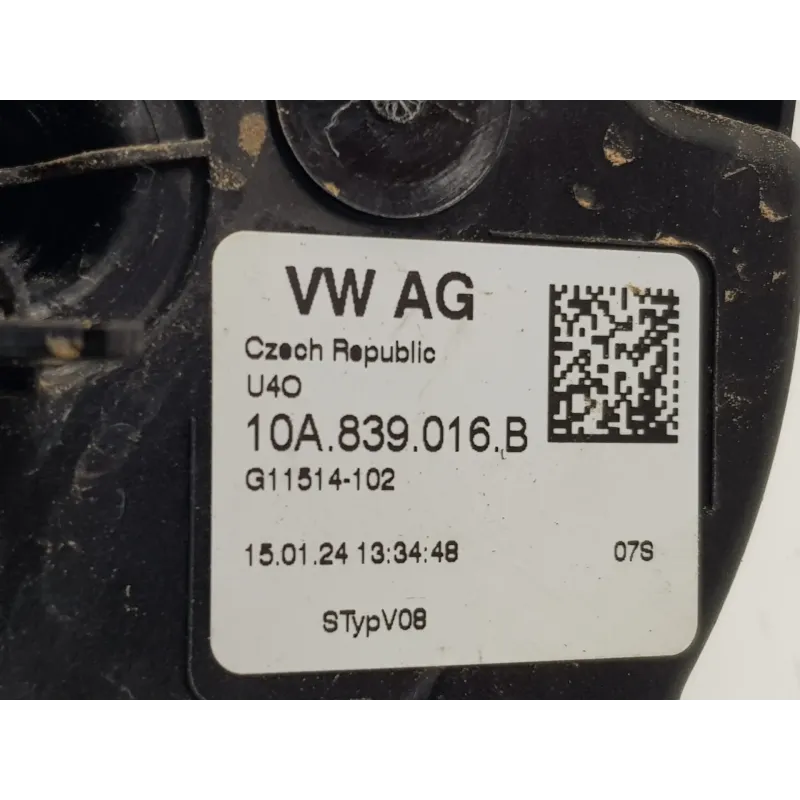 VW AG
Czech Republic
U4O
10A.839.016.B
G11514-102
15.01.24 13:34:48 07S
STypV08